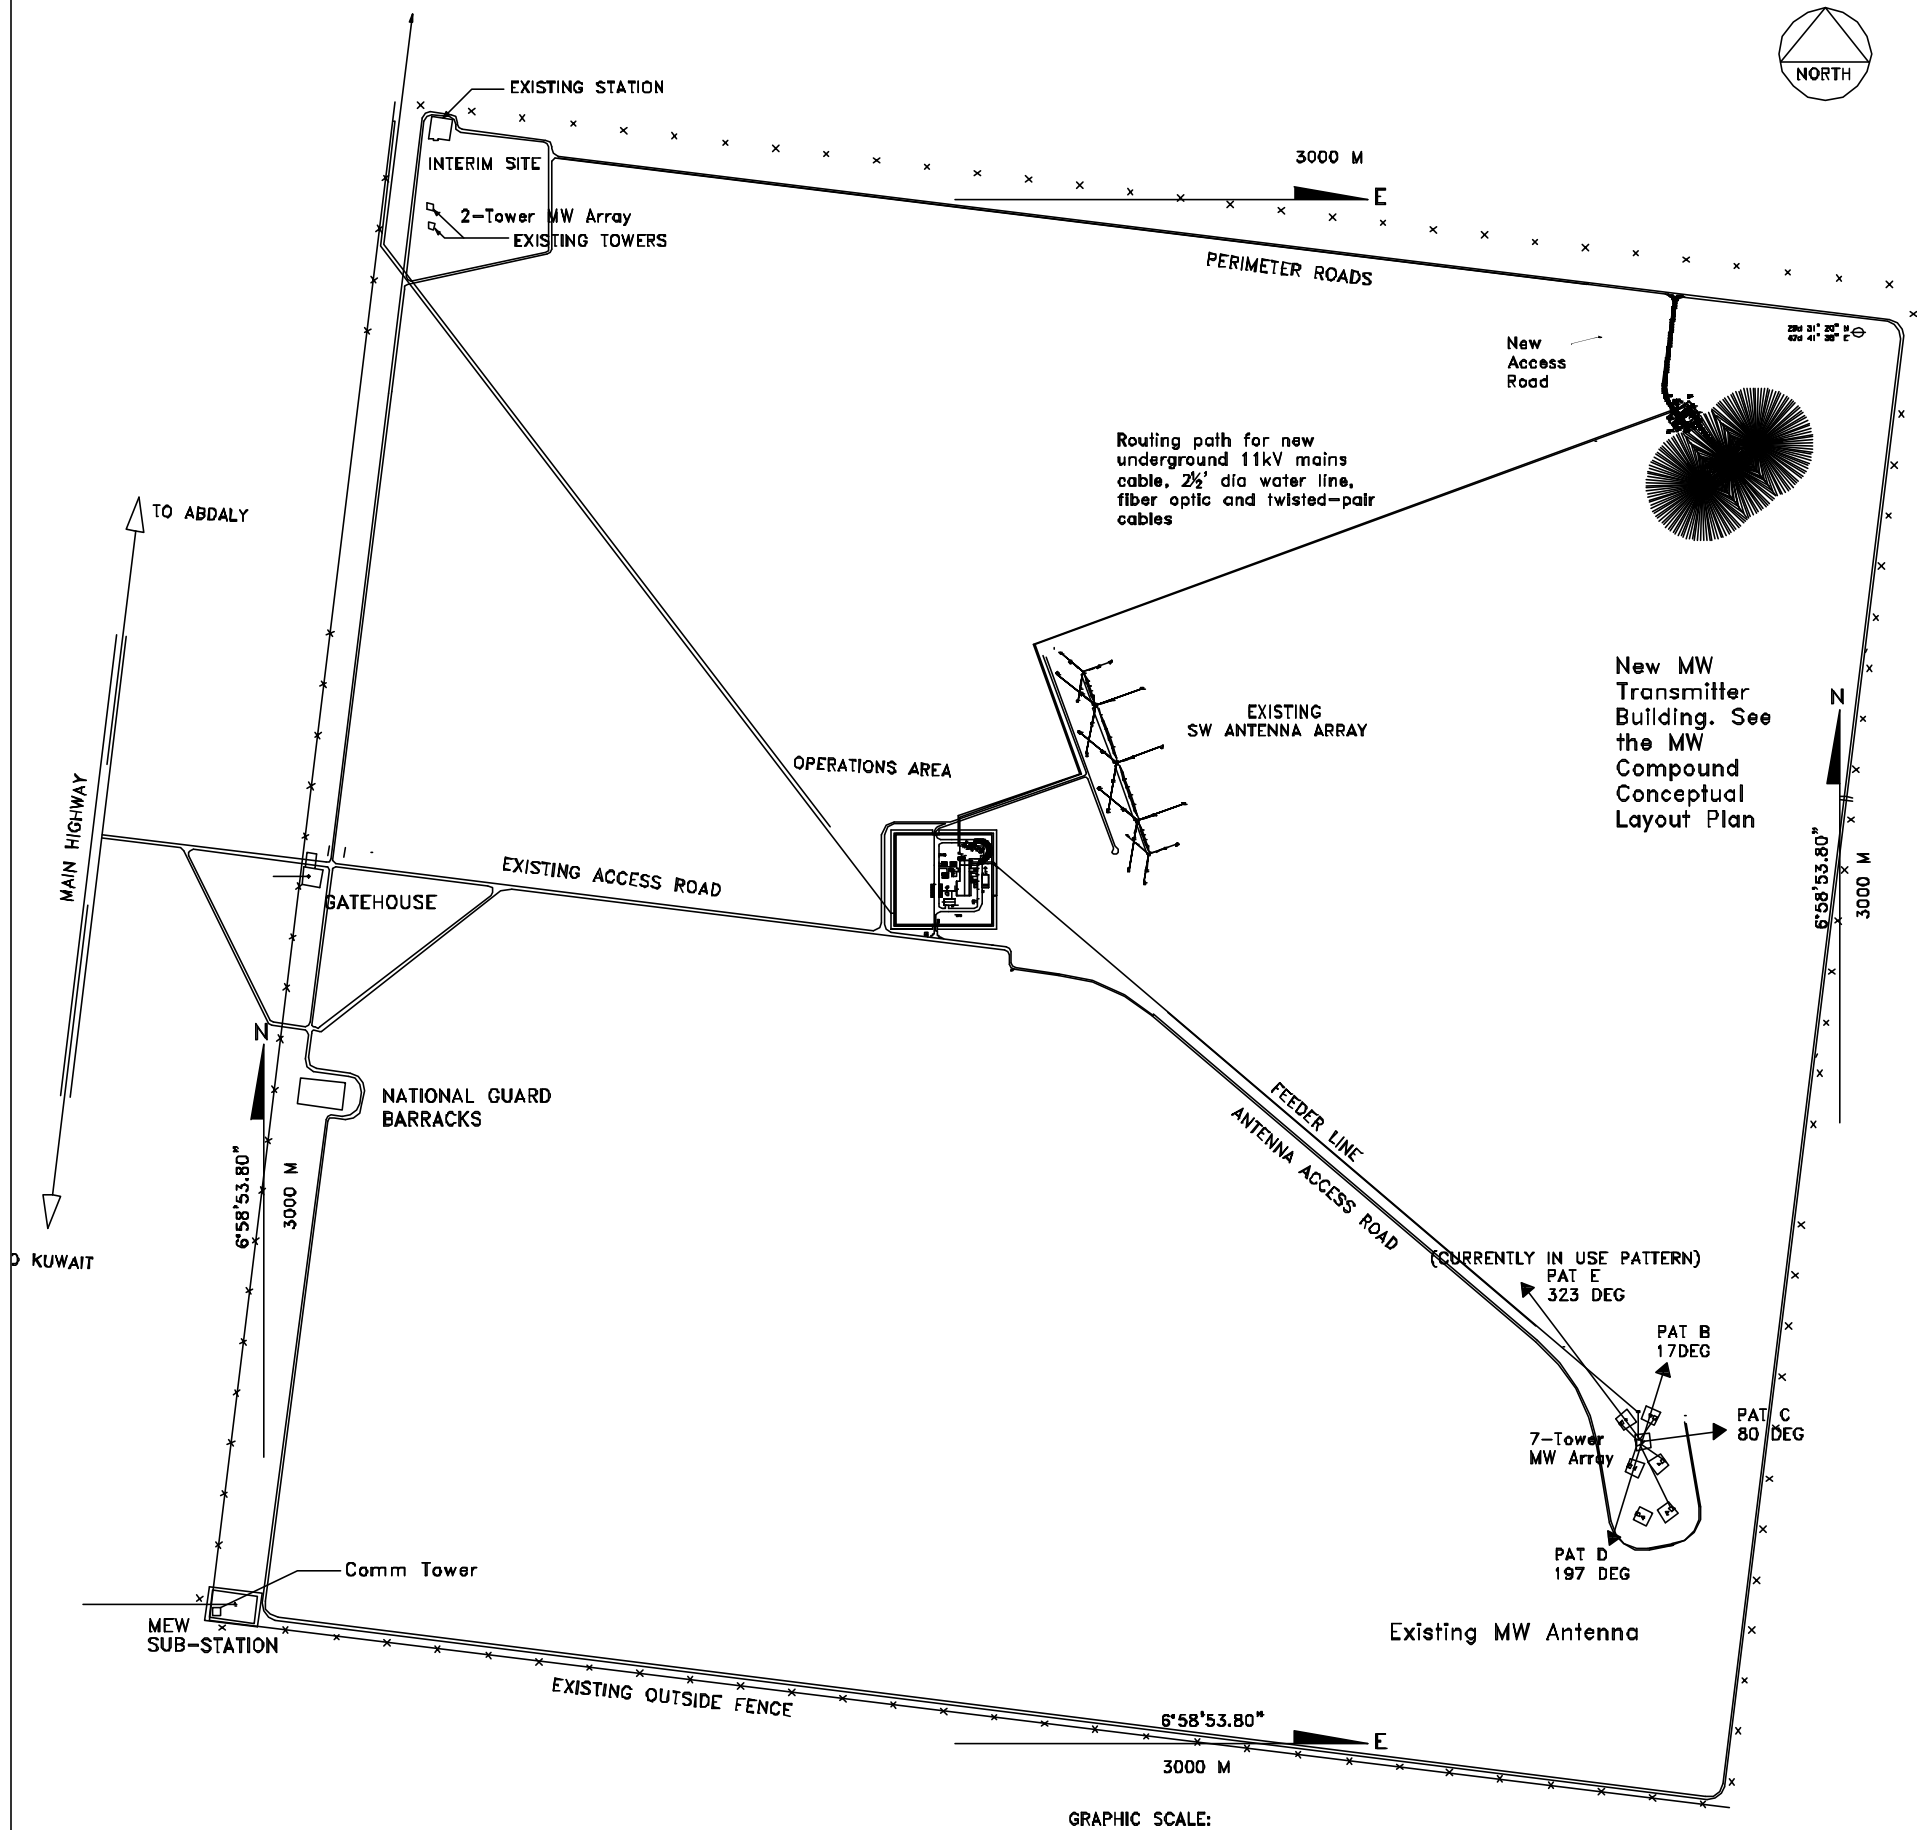 NORTH
EXISTING STATION
INTERIM SITE
2-Tower MW Array
EXISTING TOWERS
3000 M
E
PERIMETER ROADS
New
Access
Road
Routing path for new
underground 11kV mains
cable, 2½' dia water line,
fiber optic and twisted-pair
cables
TO ABDALY
MAIN HIGHWAY
EXISTING
SW ANTENNA ARRAY
OPERATIONS AREA
New MW
Transmitter
Building. See
the MW
Compound
Conceptual
Layout Plan
N
6°58'53.80"
3000 M
EXISTING ACCESS ROAD
GATEHOUSE
N
NATIONAL GUARD
BARRACKS
6°58'53.80"
3000 M
KUWAIT
FEEDER LINE
ANTENNA ACCESS ROAD
(CURRENTLY IN USE PATTERN)
PAT E
323 DEG
PAT B
17DEG
PAT C
80 DEG
7-Tower
MW Array
PAT D
197 DEG
Comm Tower
MEW
SUB-STATION
Existing MW Antenna
EXISTING OUTSIDE FENCE
6°58'53.80"
E
3000 M
GRAPHIC SCALE: